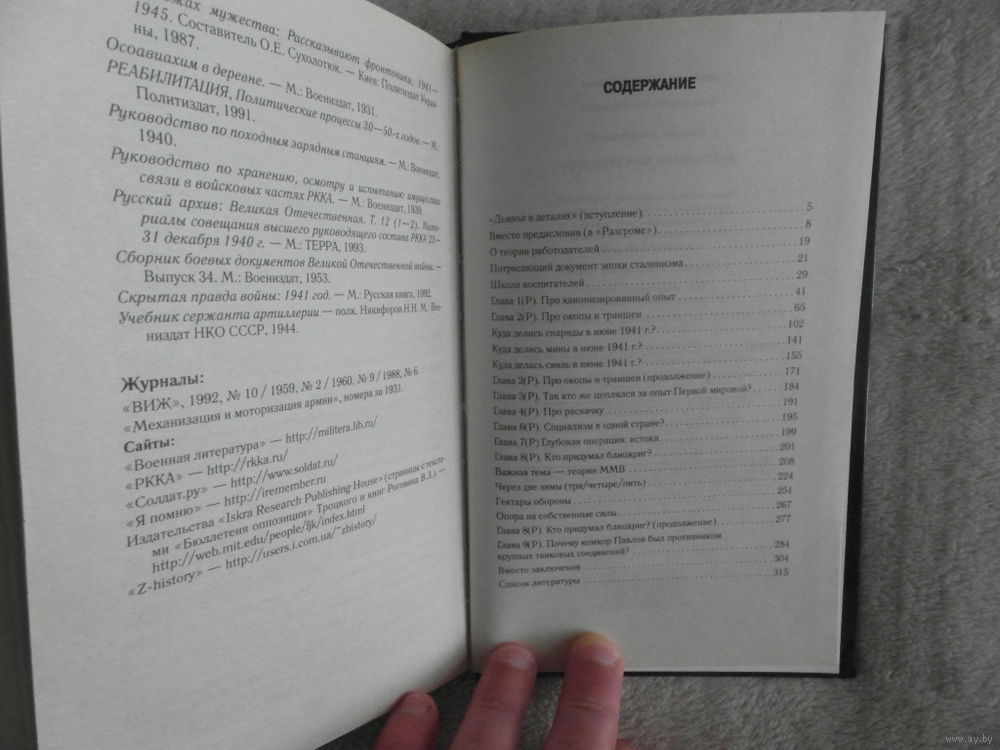 жах мужества: Рассказывают фронтовики, 1941—
1945. Составитель О.Е. Сухолотюк. — Киев: Политиздат Украи-
ны, 1987.
Осоавиахим в деревне. — М.: Воениздат, 1931.
РЕАБИЛИТАЦИЯ, Политические процессы 30—50-х годов. — М.
Политиздат, 1991.
Руководство по походным зарядным станциям. — М.: Воениздат,
1940.
Руководство по хранению, осмотру и испытанию имущества
связи в войсковых частях РККА. — М.: Воениздат, 1939.
Русский архив: Великая Отечественная. Т. 12 (1—2). Мате-
риалы совещания высшего руководящего состава РККА 23—
31 декабря 1940 г. — М.: ТЕРРА, 1993.
Сборник боевых документов Великой Отечественной войны. —
Выпуск 34. М.: Воениздат, 1953.
Скрытая правда войны: 1941 год. — М.: Русская книга, 1992.
Учебник сержанта артиллерии — полк. Никифоров Н.Н. М.: Вое-
низдат НКО СССР, 1944.
Журналы:
«ВИЖ», 1992, № 10 / 1959, № 2 / 1960, № 9 / 1988, № 6.
«Механизация и моторизация армии», номера за 1931.
Сайты:
«Военная литература» — http://militera.lib.ru/
«РККА» — http://rkka.ru/
«Солдат.ру» — http://www.soldat.ru/
«Я помню» — http://iremember.ru
Издательства «Iskra Research Publishing House» (страницы с текста-
ми «Бюллетеня оппозиции» Троцкого и книг Роговина В.З.). —
http://web.mit.edu/people/fjk/index.html
«Z-history» — http://users.i.com.ua/~zhistory/
СОДЕРЖАНИЕ
«Дьявол в деталях» (вступление) 5
Вместо предисловия (в «Разгроме») 8
О теории работодателей 19
Потрясающий документ эпохи сталинизма 21
Школа воспитателей 29
Глава 1(Р). Про канонизированный опыт 41
Глава 2(Р). Про окопы и траншеи 65
Куда делись снаряды в июне 1941 г.? 102
Куда делись мины в июне 1941 г.? 141
Куда делась связь в июне 1941 г.? 155
Глава 2(Р). Про окопы и траншеи (продолжение) 171
Глава 3(Р). Так кто же цеплялся за опыт Первой мировой? 184
Глава 4(Р). Про раскачку 191
Глава 6(Р). Социализм в одной стране? 195
Глава 7(Р) Глубокая операция: истоки 199
Глава 8(Р). Кто придумал блицкриг? 201
Важная тема — теория ММВ 208
Через две зимы (три/четыре/пять) 224
Гектары обороны 251
Опора на собственные силы 267
Глава 8(Р). Кто придумал блицкриг? (продолжение) 277
Глава 9(Р). Почему комкор Павлов был противником
крупных танковых соединений? 284
Вместо заключения 304
Список литературы 315
www.ay.by